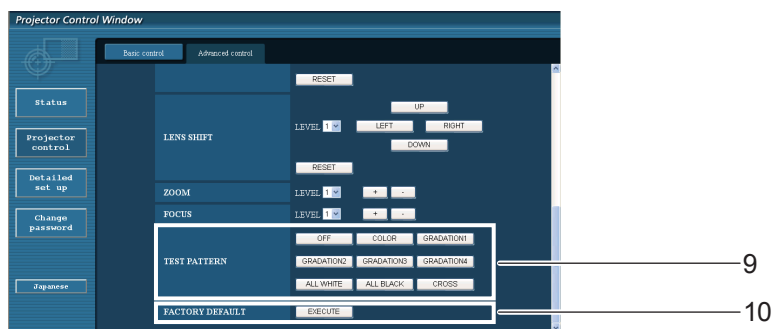 Projector Control Window
Basic control Advanced control
RESET
Status
UP
LENS SHIFT LEVEL 1 LEFT RIGHT
Projector control
DOWN
RESET
Detailed set up
ZOOM LEVEL 1 + -
FOCUS LEVEL 1 + -
Change password
OFF COLOR GRADATION1
TEST PATTERN GRADATION2 GRADATION3 GRADATION4 9
ALL WHITE ALL BLACK CROSS
Japanese
FACTORY DEFAULT EXECUTE 10